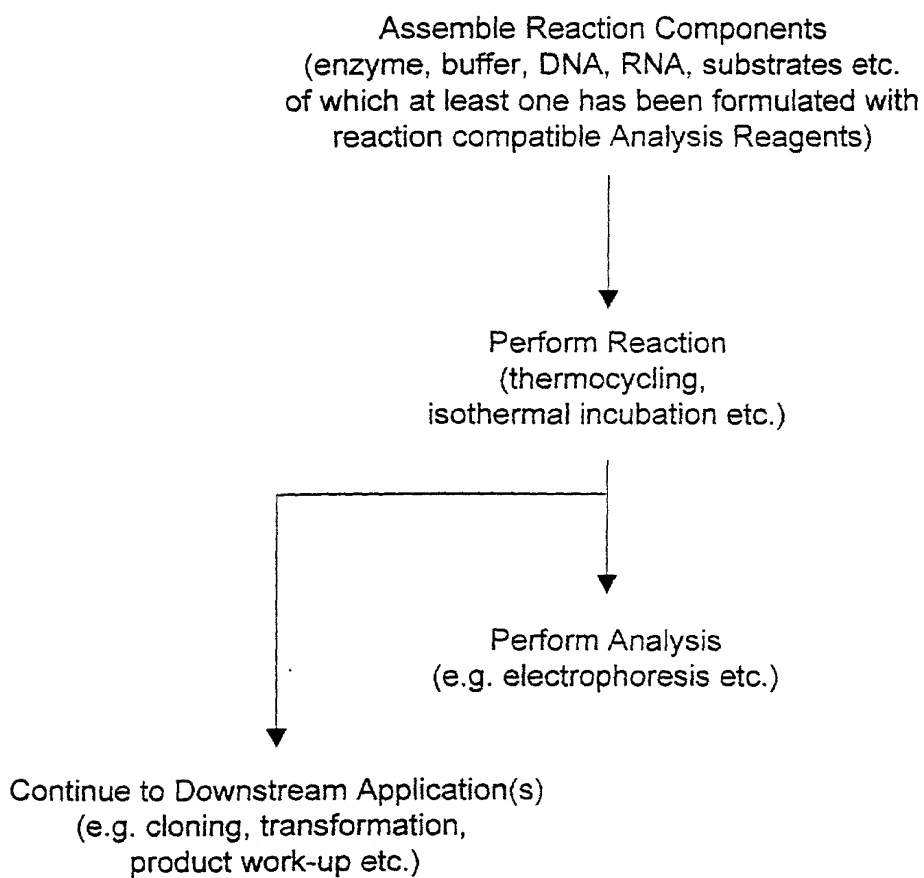 Assemble Reaction Components
(enzyme, buffer, DNA, RNA, substrates etc.
of which at least one has been formulated with
reaction compatible Analysis Reagents)
Perform Reaction
(thermocycling,
isothermal incubation etc.)
Perform Analysis
(e.g. electrophoresis etc.)
Continue to Downstream Application(s)
(e.g. cloning, transformation,
product work-up etc.)